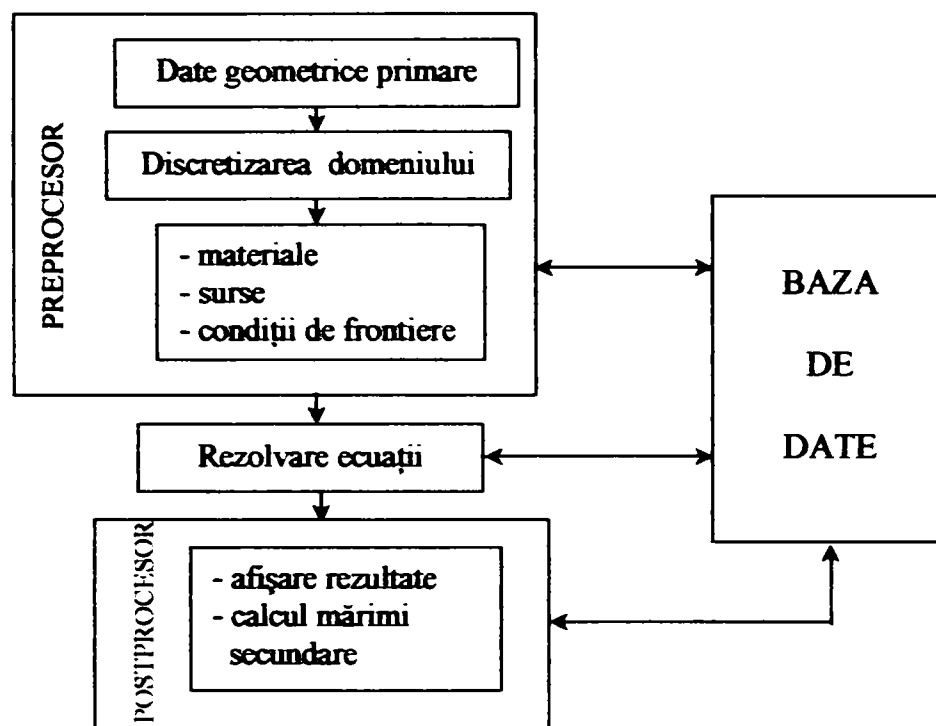 PREPROCESOR
Date geometrice primare
Discretizarea domeniului
- materiale
- surse
- condiții de frontiere
Rezolvare ecuații
POSTPROCESOR
- afișare rezultate
- calcul mărimi
secundare
BAZA
DE
DATE